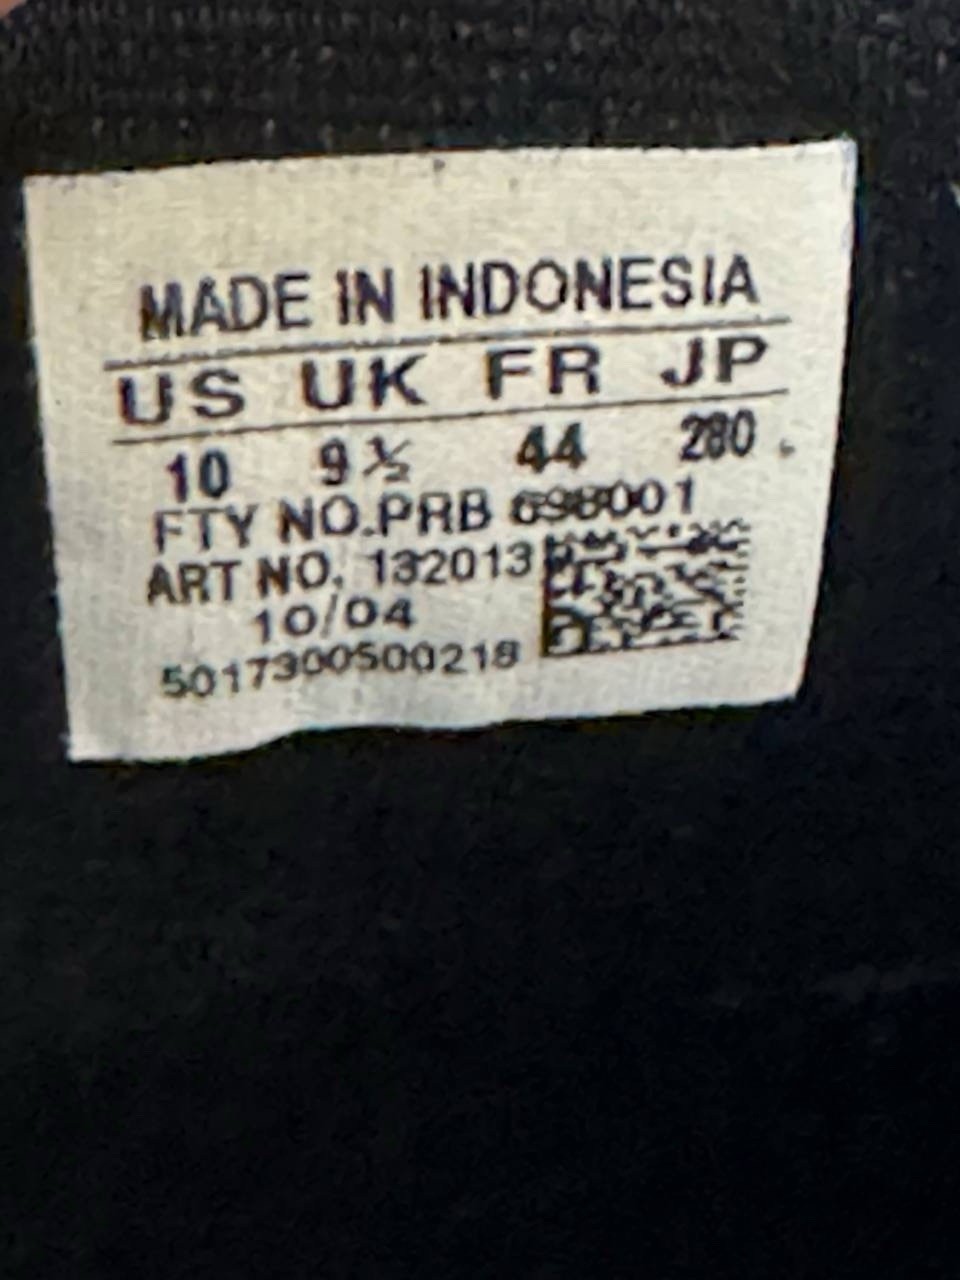 MADE IN INDONESIA
US UK FR JP
10 9½ 44 280
FTY NO.PRB 698001
ART NO. 132013
10/04
5017300500218